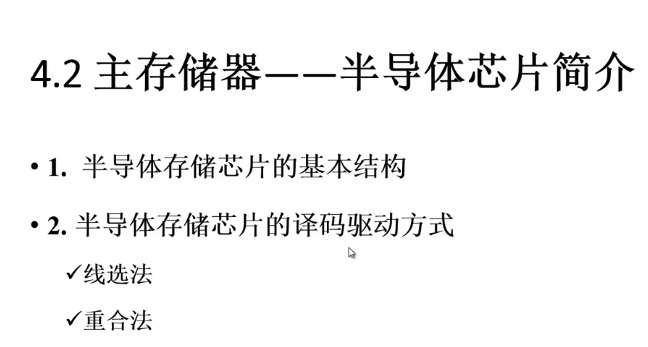 4.2 主存储器——半导体芯片简介
• 1. 半导体存储芯片的基本结构
• 2. 半导体存储芯片的译码驱动方式
✓线选法
✓重合法